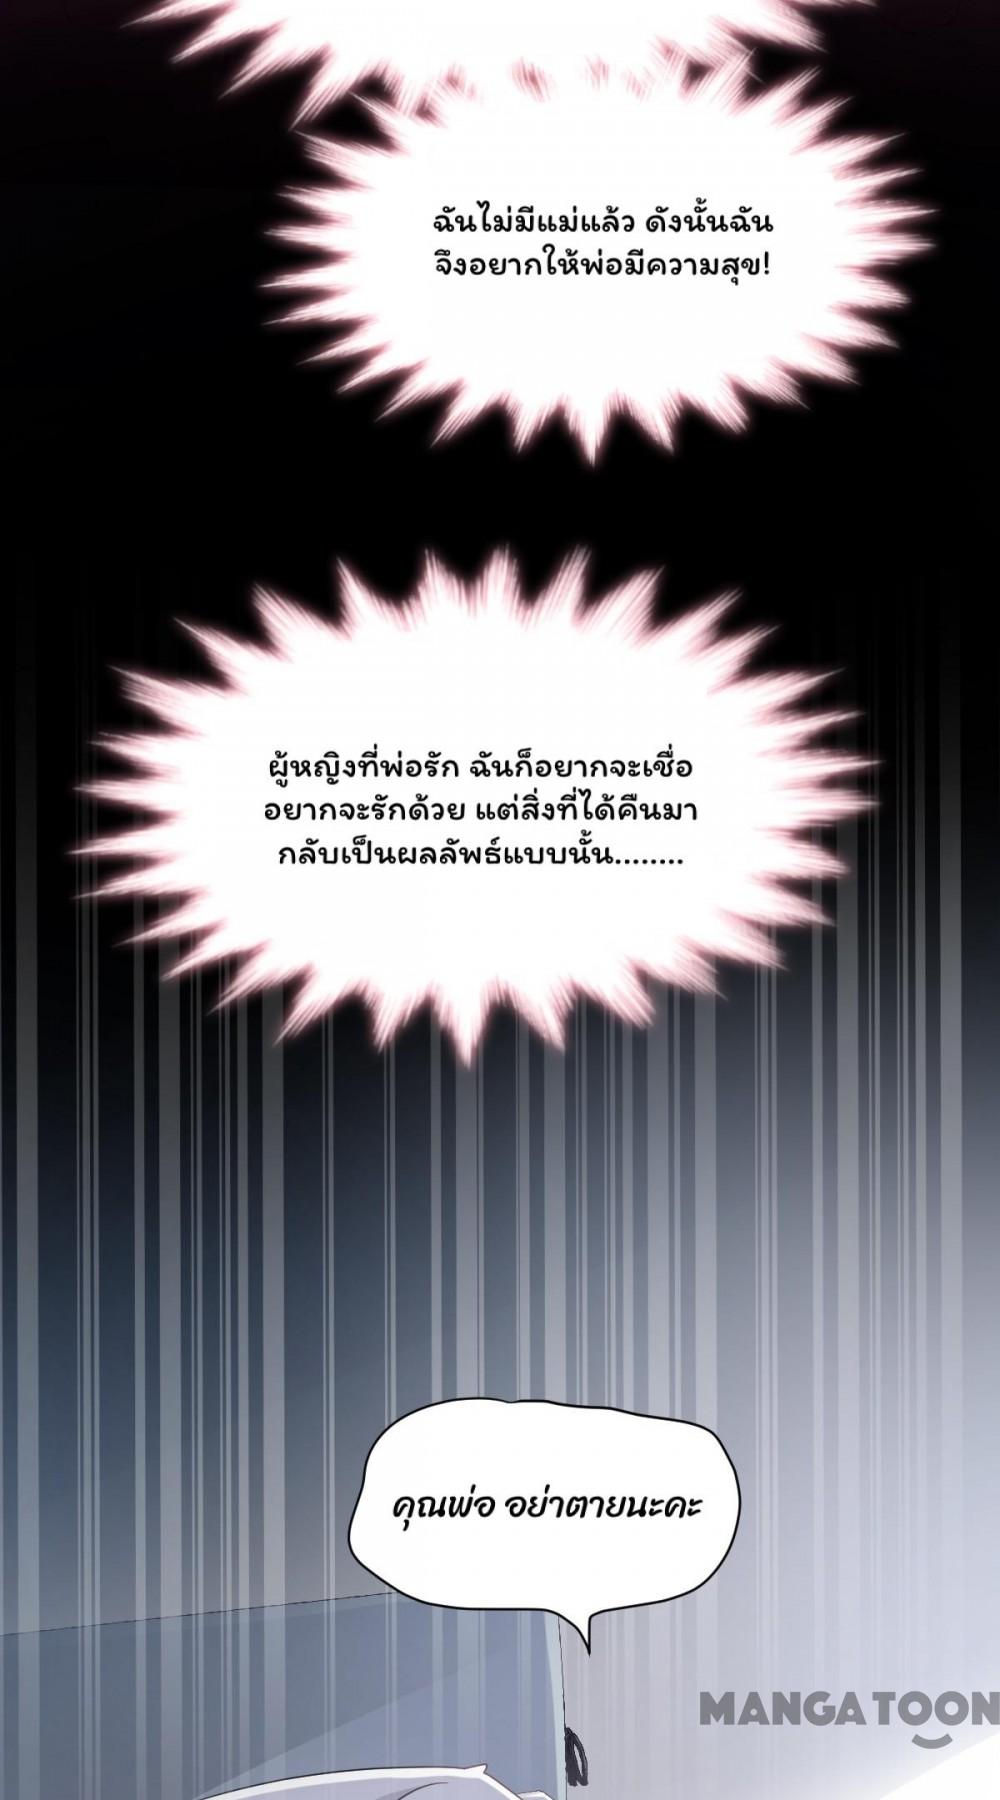 ฉันไม่มีแม่แล้ว ดังนั้นฉัน
จึงอยากให้พ่อมีความสุข!
ผู้หญิงที่พ่อรัก ฉันก็อยากจะเชื่อ
อยากจะรักด้วย แต่สิ่งที่ได้คืนมา
กลับเป็นผลลัพธ์แบบนั้น........
คุณพ่อ อย่าตายนะคะ
MANGATOON